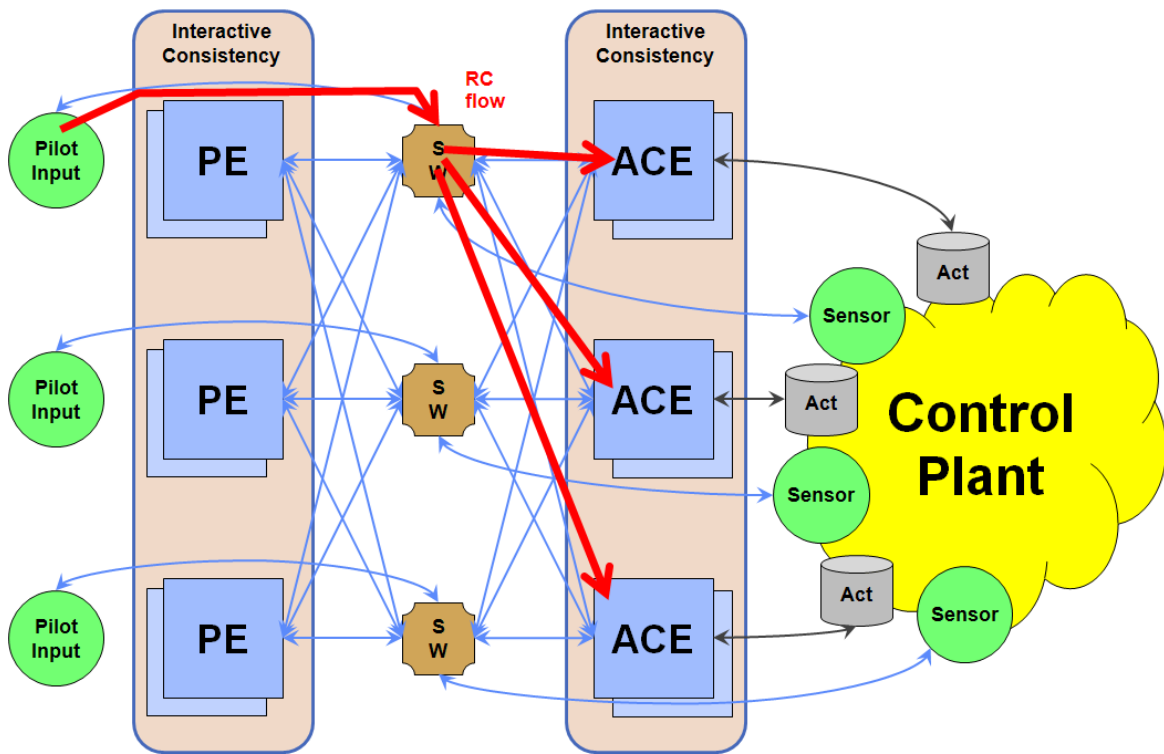 Interactive
Consistency
Interactive
Consistency
RC
flow
Pilot
Input
PE
S
W
ACE
Act
Sensor
Pilot
Input
PE
S
W
ACE
Act
Control
Plant
Sensor
Pilot
Input
PE
S
W
ACE
Act
Sensor